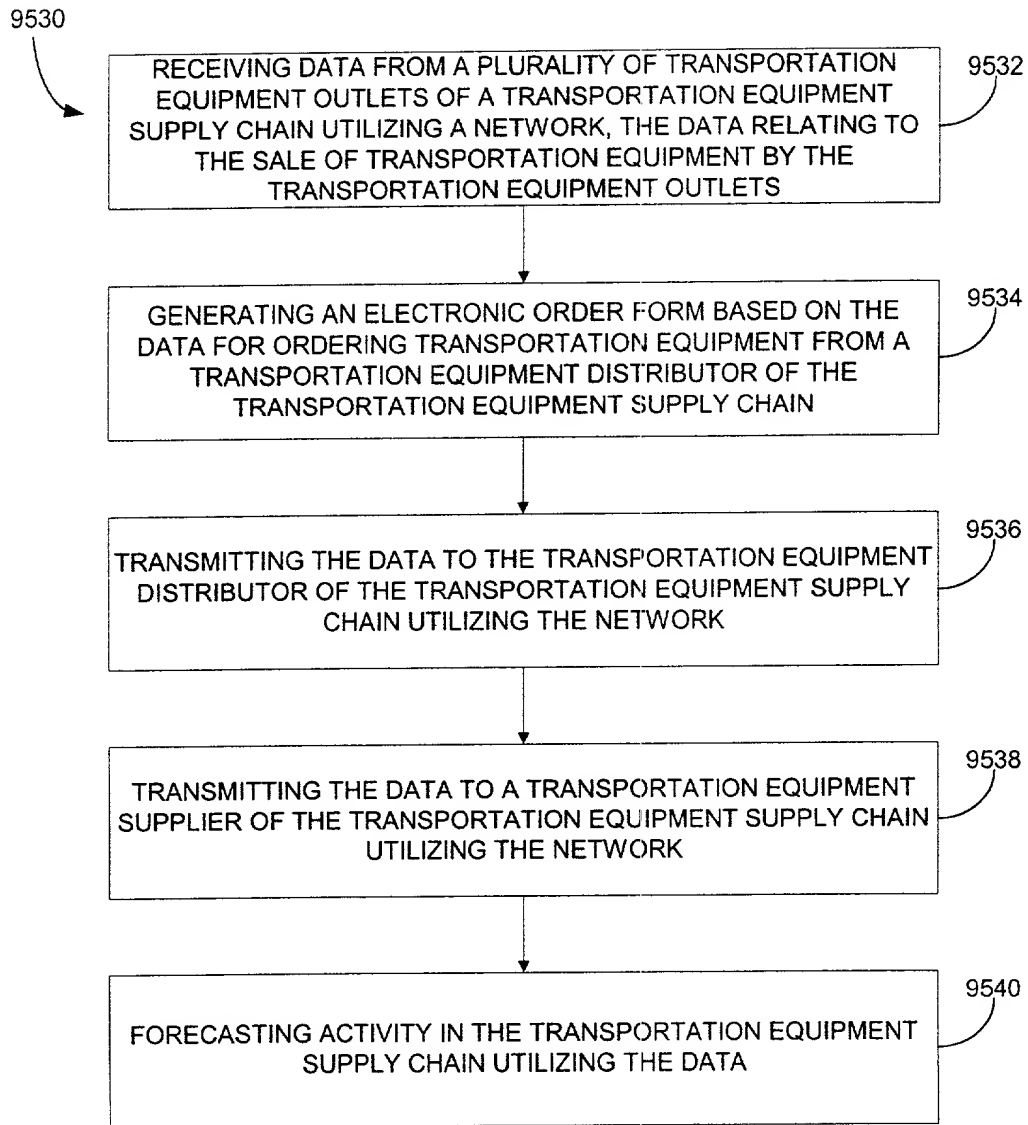 9530
RECEIVING DATA FROM A PLURALITY OF TRANSPORTATION
EQUIPMENT OUTLETS OF A TRANSPORTATION EQUIPMENT
SUPPLY CHAIN UTILIZING A NETWORK, THE DATA RELATING TO
THE SALE OF TRANSPORTATION EQUIPMENT BY THE
TRANSPORTATION EQUIPMENT OUTLETS
9532
GENERATING AN ELECTRONIC ORDER FORM BASED ON THE
DATA FOR ORDERING TRANSPORTATION EQUIPMENT FROM A
TRANSPORTATION EQUIPMENT DISTRIBUTOR OF THE
TRANSPORTATION EQUIPMENT SUPPLY CHAIN
9534
TRANSMITTING THE DATA TO THE TRANSPORTATION EQUIPMENT
DISTRIBUTOR OF THE TRANSPORTATION EQUIPMENT SUPPLY
CHAIN UTILIZING THE NETWORK
9536
TRANSMITTING THE DATA TO A TRANSPORTATION EQUIPMENT
SUPPLIER OF THE TRANSPORTATION EQUIPMENT SUPPLY CHAIN
UTILIZING THE NETWORK
9538
FORECASTING ACTIVITY IN THE TRANSPORTATION EQUIPMENT
SUPPLY CHAIN UTILIZING THE DATA
9540